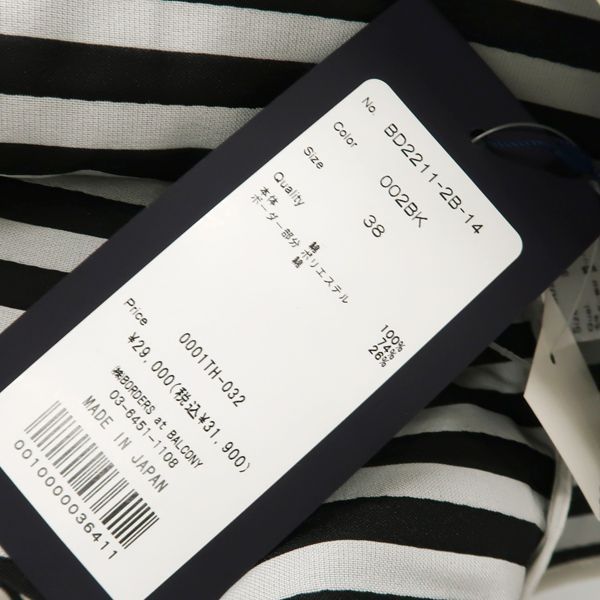 No. BD2211-2B-14
Color 002BK
Size 38
Quality
本体 綿 100%
ボーダー部分 ポリエステル 74%
綿 26%
0001TH-032
Price ¥29,000(税込¥31,900)
㈱BORDERS at BALCONY
03-6451-1108
MADE IN JAPAN
0010000036411